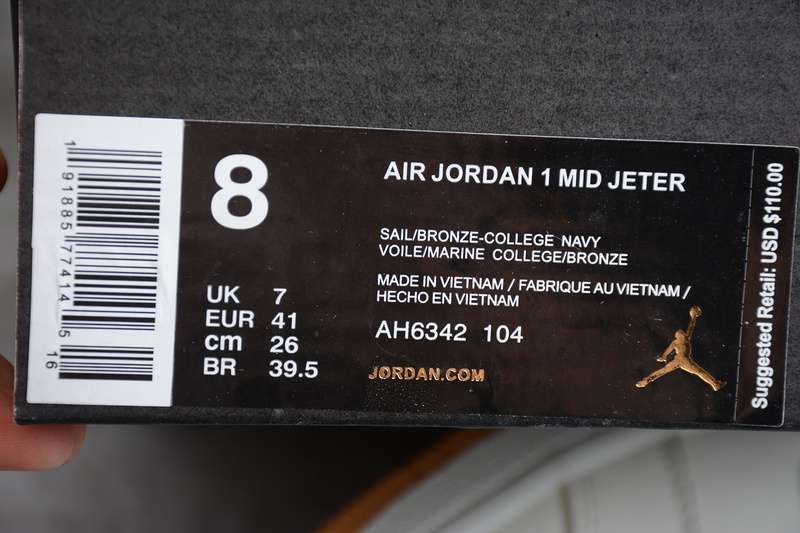 1 91885 77414 5 16
8
UK 7
EUR 41
cm 26
BR 39.5
AIR JORDAN 1 MID JETER
SAIL/BRONZE-COLLEGE NAVY
VOILE/MARINE COLLEGE/BRONZE
MADE IN VIETNAM / FABRIQUE AU VIETNAM /
HECHO EN VIETNAM
AH6342 104
JORDAN.COM
Suggested Retail: USD $110.00